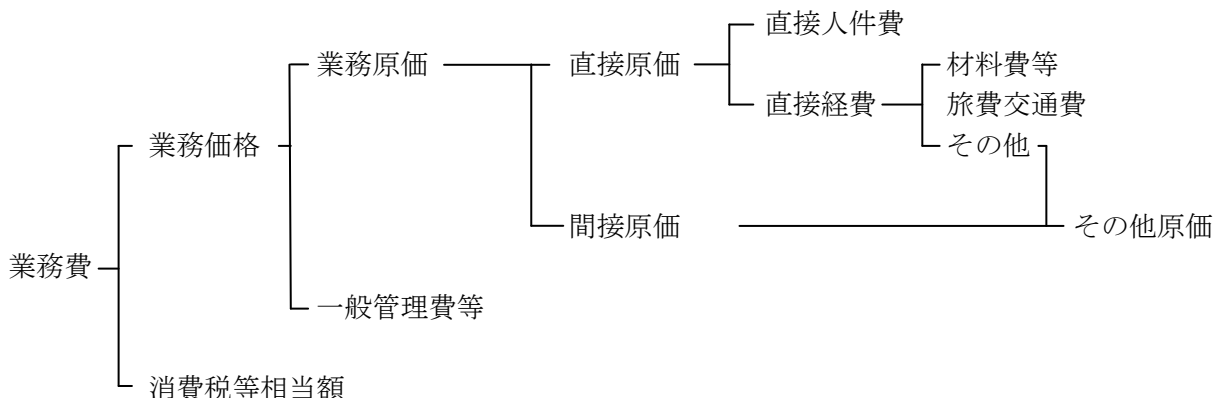 直接人件費
業務原価
直接原価
材料費等
直接経費
旅費交通費
業務価格
その他
間接原価
その他原価
業務費
一般管理費等
消費税等相当額